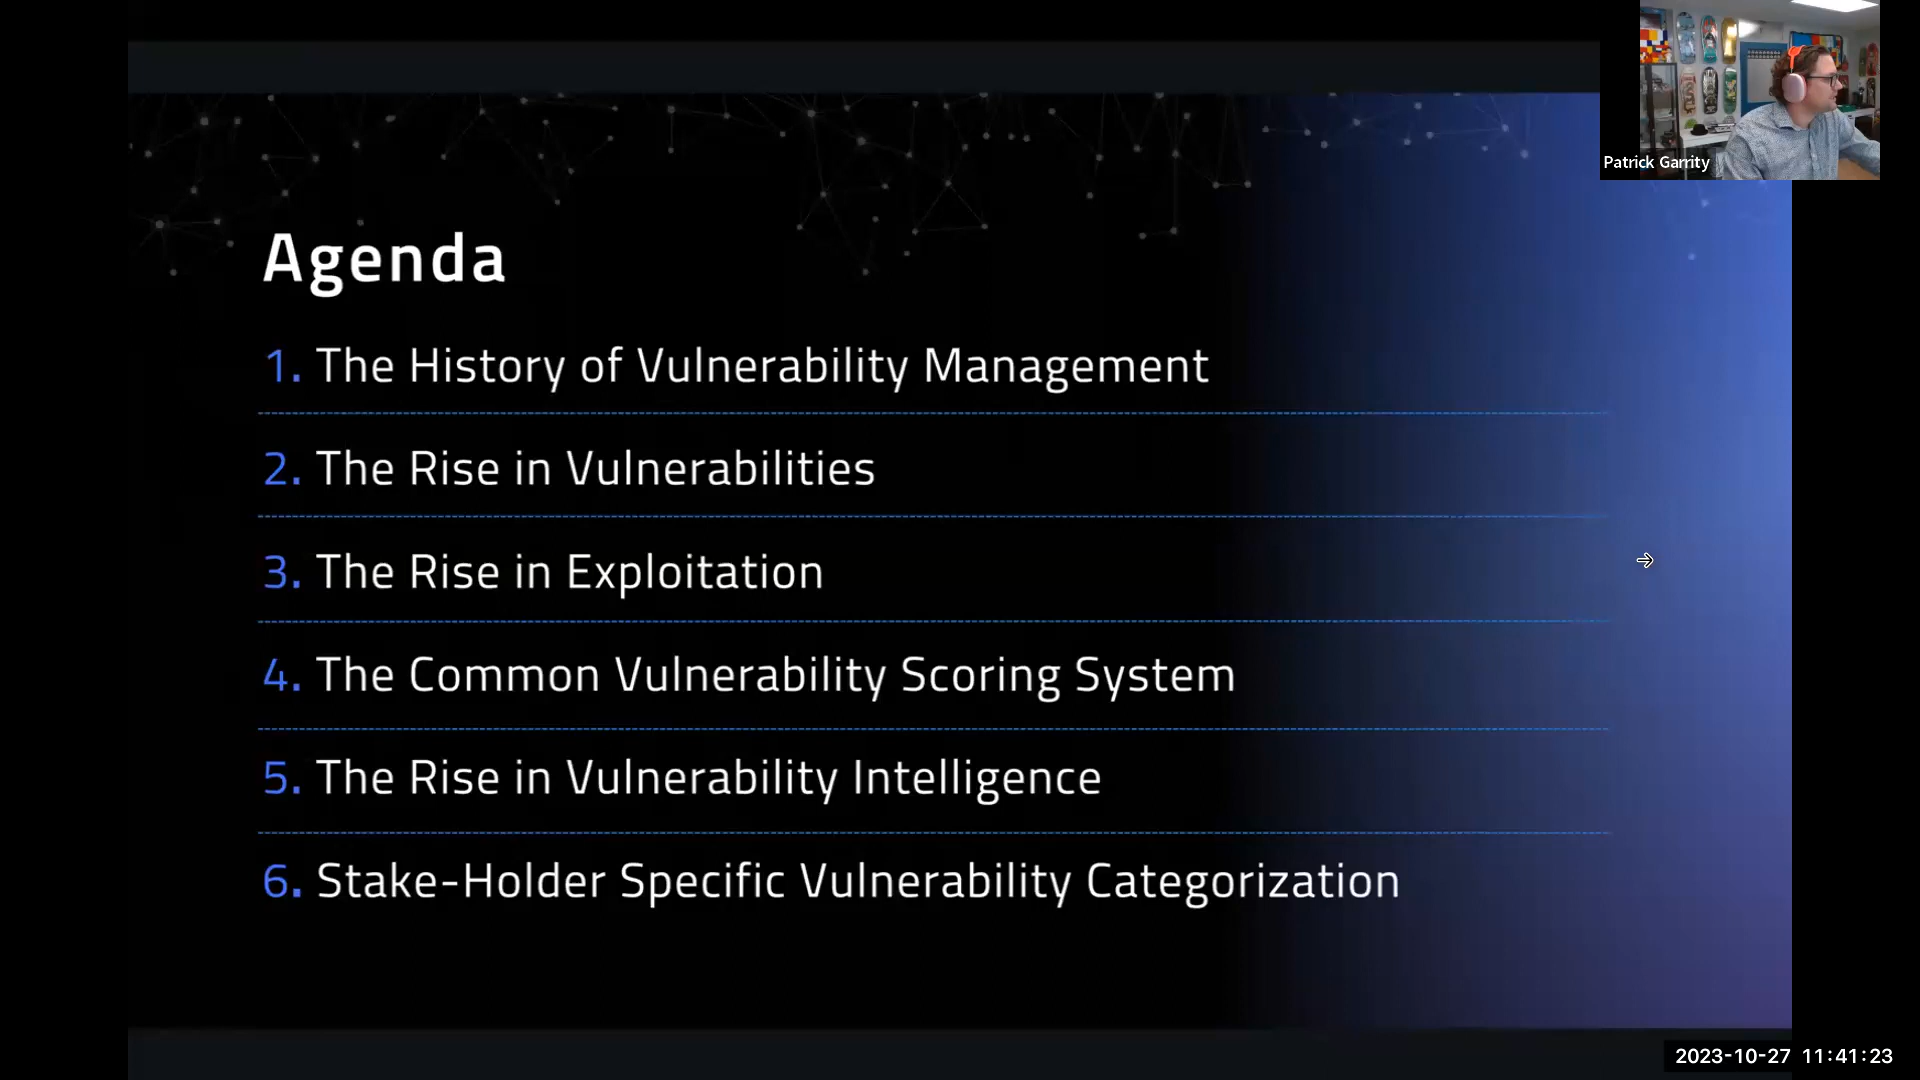 Patrick Garrity
Agenda
1. The History of Vulnerability Management
2. The Rise in Vulnerabilities
3. The Rise in Exploitation
4. The Common Vulnerability Scoring System
5. The Rise in Vulnerability Intelligence
6. Stake-Holder Specific Vulnerability Categorization
2023-10-27 11:41:23